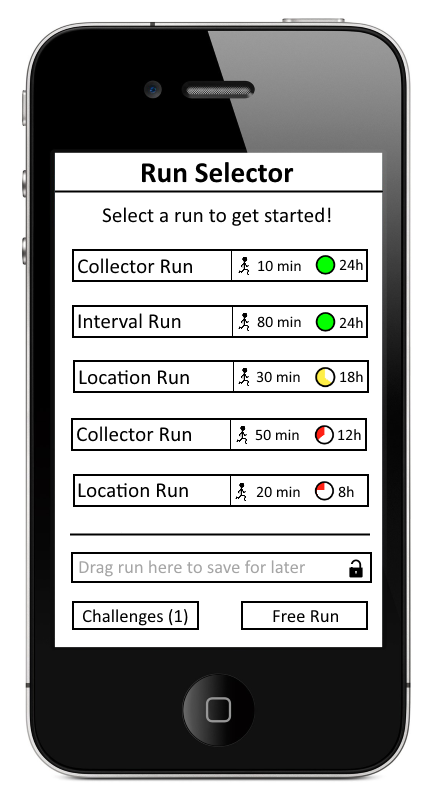 Run Selector
Select a run to get started!
Collector Run 10 min 24h
Interval Run 80 min 24h
Location Run 30 min 18h
Collector Run 50 min 12h
Location Run 20 min 8h
Drag run here to save for later
Challenges (1) Free Run